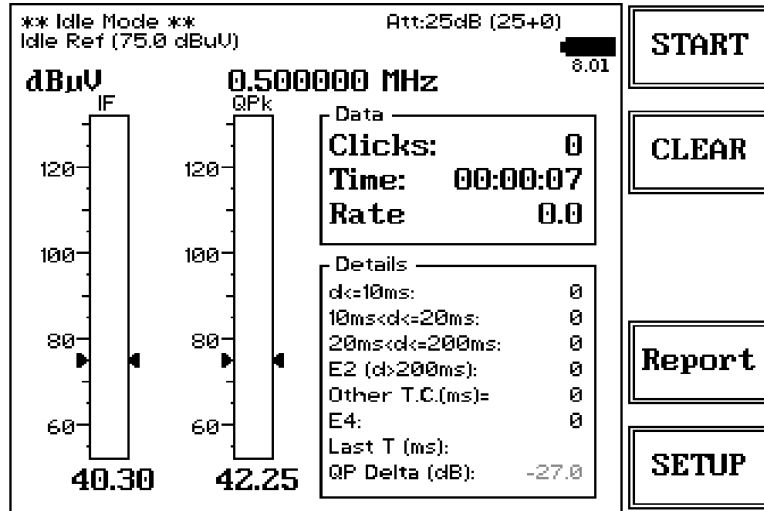 ** Idle Mode **
Att:25dB (25+0)
Idle Ref (75.0 dBuV)
8.01
dBµV
0.500000 MHz
IF
QPk
120
100
80
60
120
100
80
60
40.30
42.25
Data
Clicks: 0
Time: 00:00:07
Rate 0.0
Details
d<=10ms: 0
10ms<d<=20ms: 0
20ms<d<=200ms: 0
E2 (d>200ms): 0
Other T.C.(ms)= 0
E4: 0
Last T (ms):
QP Delta (dB): -27.0
START
CLEAR
Report
SETUP